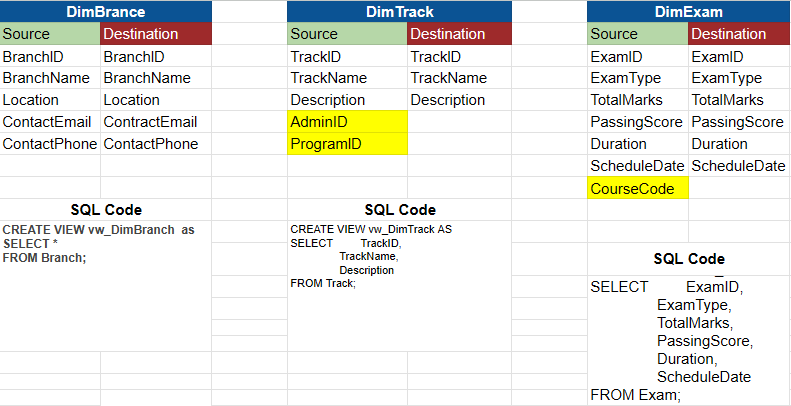 DimBrance
Source Destination
BranchID BranchID
BranchName BranchName
Location Location
ContactEmail ContractEmail
ContactPhone ContactPhone
SQL Code
CREATE VIEW vw_DimBranch as
SELECT *
FROM Branch;
DimTrack
Source Destination
TrackID TrackID
TrackName TrackName
Description Description
AdminID
ProgramID
SQL Code
CREATE VIEW vw_DimTrack AS
SELECT TrackID,
TrackName,
Description
FROM Track;
DimExam
Source Destination
ExamID ExamID
ExamType ExamType
TotalMarks TotalMarks
PassingScore PassingScore
Duration Duration
ScheduleDate ScheduleDate
CourseCode
SQL Code
SELECT ExamID,
ExamType,
TotalMarks,
PassingScore,
Duration,
ScheduleDate
FROM Exam;